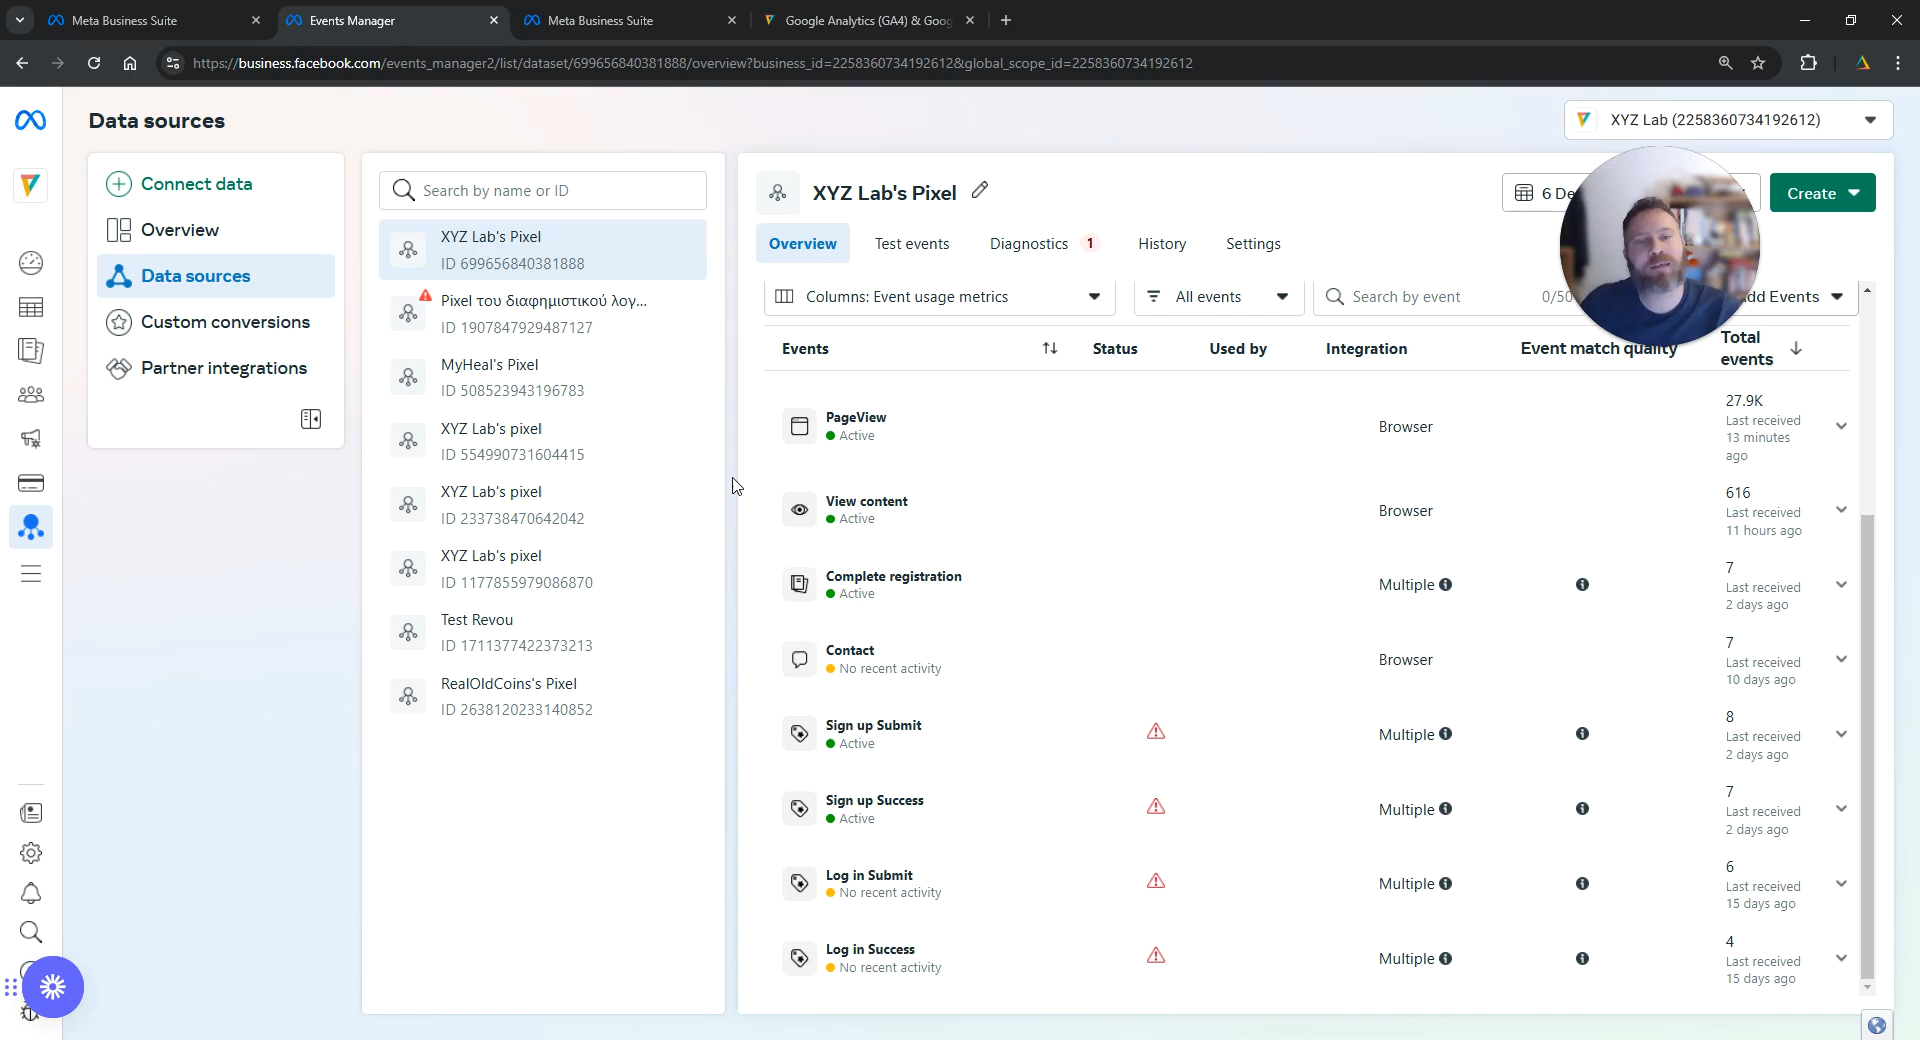 Meta Business Suite
Events Manager
Meta Business Suite
Google Analytics (GA4) & Goog
https://business.facebook.com/events_manager2/list/dataset/699656840381888/overview?business_id=2258360734192612&global_scope_id=2258360734192612
Data sources
XYZ Lab (2258360734192612)
Connect data
Overview
Data sources
Custom conversions
Partner integrations
Search by name or ID
XYZ Lab's Pixel
ID 699656840381888
Pixel του διαφημιστικού λογ...
ID 1907847929487127
MyHeal's Pixel
ID 508523943196783
XYZ Lab's pixel
ID 554990731604415
XYZ Lab's pixel
ID 233738470642042
XYZ Lab's pixel
ID 1177855979086870
Test Revou
ID 1711377422373213
RealOldCoins's Pixel
ID 2638120233140852
XYZ Lab's Pixel
6 De
Create
Overview
Test events
Diagnostics 1
History
Settings
Columns: Event usage metrics
All events
Search by event
0/50
dd Events
Events
Status
Used by
Integration
Event match quality
Total
events
PageView
Active
Browser
27.9K
Last received
13 minutes
ago
View content
Active
Browser
616
Last received
11 hours ago
Complete registration
Active
Multiple
7
Last received
2 days ago
Contact
No recent activity
Browser
7
Last received
10 days ago
Sign up Submit
Active
Multiple
8
Last received
2 days ago
Sign up Success
Active
Multiple
7
Last received
2 days ago
Log in Submit
No recent activity
Multiple
6
Last received
15 days ago
Log in Success
No recent activity
Multiple
4
Last received
15 days ago